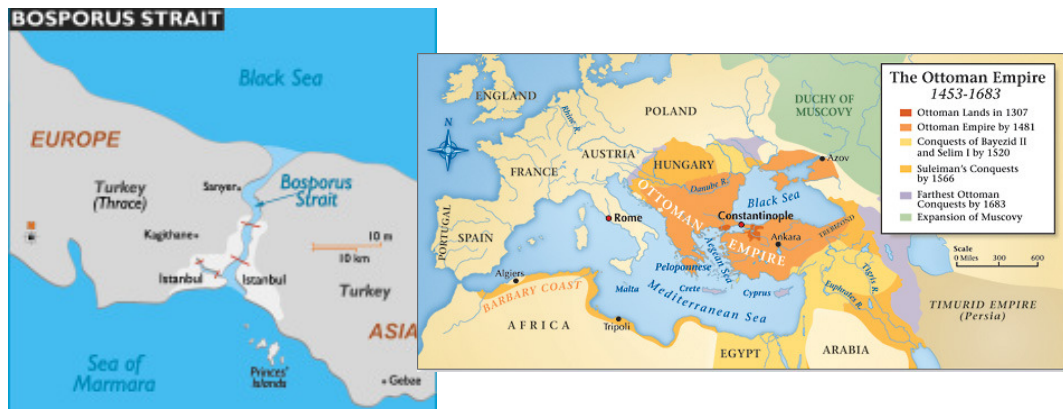 BOSPORUS STRAIT
Black Sea
EUROPE
Turkey
(Thrace)
Sarıyer
Bosporus
Strait
Kagithane
10 m
10 km
Istanbul
Istanbul
Turkey
ASIA
Sea of
Marmara
Princes'
Islands
Gebze
The Ottoman Empire
1453-1683
Ottoman Lands in 1307
Ottoman Empire by 1481
Conquests of Bayezid II
and Selim I by 1520
Suleiman's Conquests
by 1566
Farthest Ottoman
Conquests by 1683
Expansion of Muscovy
Scale
0 Miles 300 600
N
ENGLAND
Rhine R.
POLAND
DUCHY OF
MUSCOVY
AUSTRIA
HUNGARY
FRANCE
Azov
Danube R.
OTTOMAN
EMPIRE
Black Sea
PORTUGAL
SPAIN
Rome
Constantinople
Ankara
TREBIZOND
Aegean Sea
Peloponnese
Algiers
BARBARY COAST
Malta
Crete
Cyprus
Mediterranean Sea
Tigris R.
Euphrates R.
TIMURID EMPIRE
(Persia)
AFRICA
Tripoli
EGYPT
ARABIA